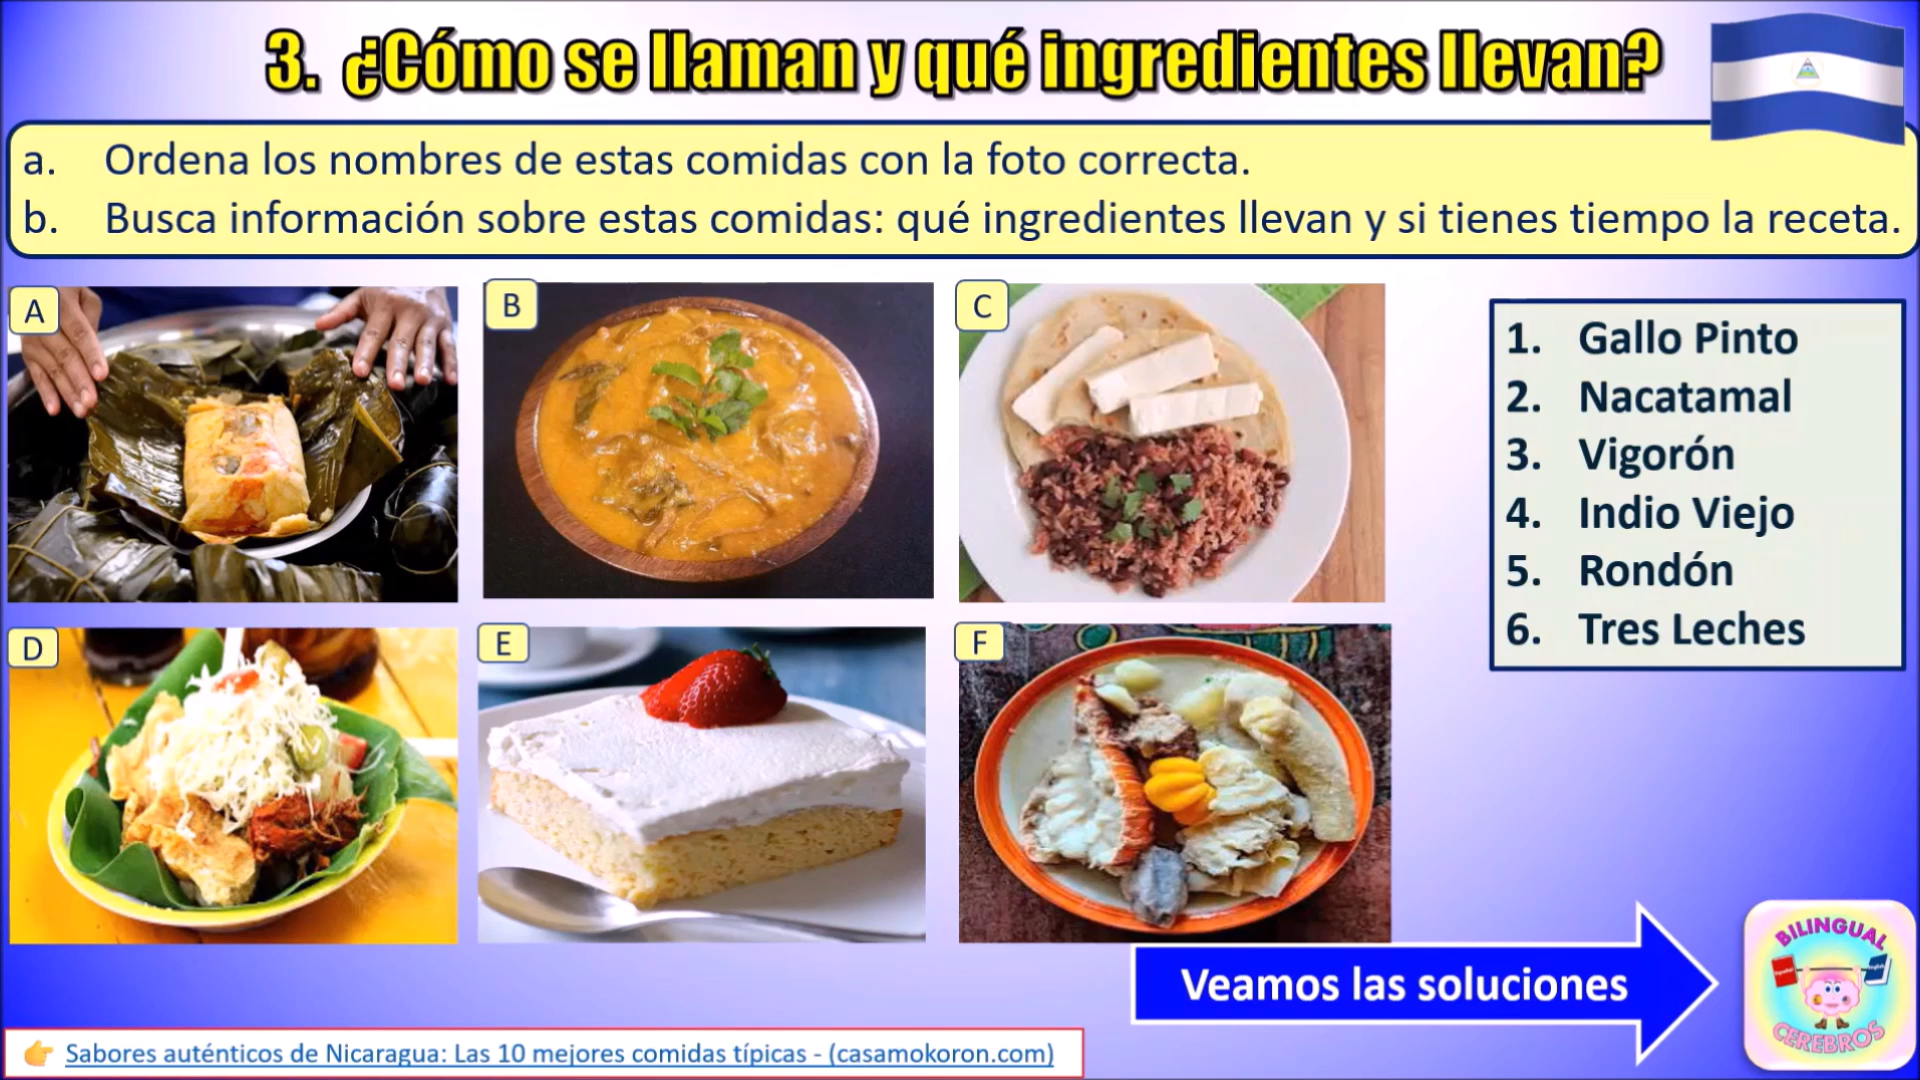 3. ¿Cómo se llaman y qué ingredientes llevan?
a. Ordena los nombres de estas comidas con la foto correcta.
b. Busca información sobre estas comidas: qué ingredientes llevan y si tienes tiempo la receta.
A
B
C
D
E
F
1. Gallo Pinto
2. Nacatamal
3. Vigorón
4. Indio Viejo
5. Rondón
6. Tres Leches
Veamos las soluciones
BILINGUAL
CEREBROS
👉 Sabores auténticos de Nicaragua: Las 10 mejores comidas típicas - (casamokoron.com)